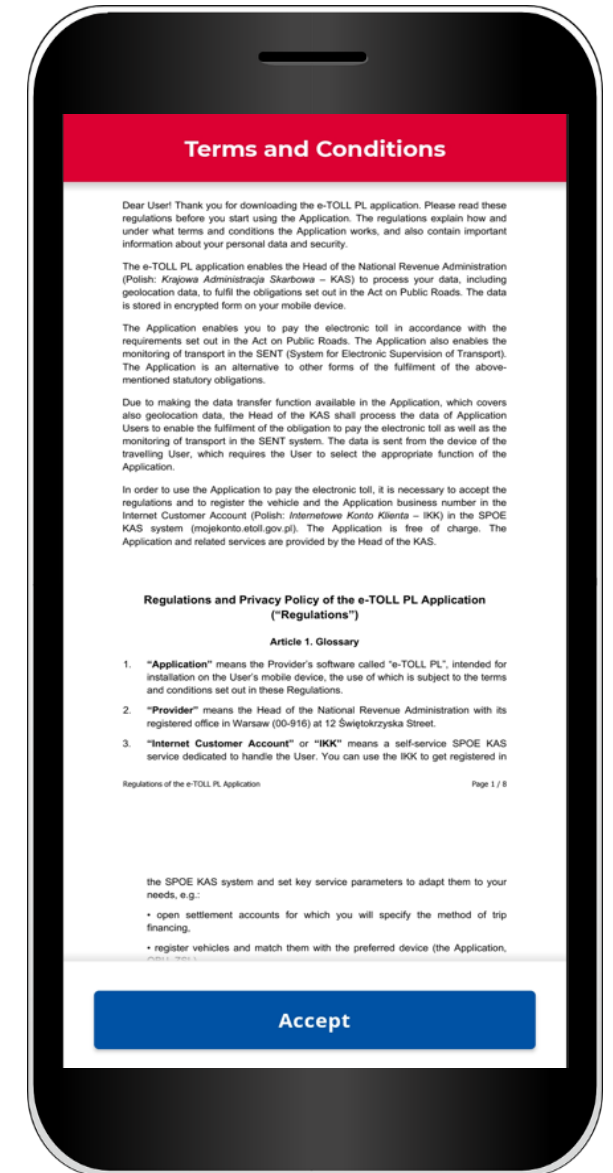 Terms and Conditions
Dear User! Thank you for downloading the e-TOLL PL application. Please read these
regulations before you start using the Application. The regulations explain how and
under what terms and conditions the Application works, and also contain important
information about your personal data and security.
The e-TOLL PL application enables the Head of the National Revenue Administration
(Polish: Krajowa Administracja Skarbowa – KAS) to process your data, including
geolocation data, to fulfil the obligations set out in the Act on Public Roads. The data
is stored in encrypted form on your mobile device.
The Application enables you to pay the electronic toll in accordance with the
requirements set out in the Act on Public Roads. The Application also enables the
monitoring of transport in the SENT (System for Electronic Supervision of Transport).
The Application is an alternative to other forms of the fulfilment of the above-
mentioned statutory obligations.
Due to making the data transfer function available in the Application, which covers
also geolocation data, the Head of the KAS shall process the data of Application
Users to enable the fulfilment of the obligation to pay the electronic toll as well as the
monitoring of transport in the SENT system. The data is sent from the device of the
travelling User, which requires the User to select the appropriate function of the
Application.
In order to use the Application to pay the electronic toll, it is necessary to accept the
regulations and to register the vehicle and the Application business number in the
Internet Customer Account (Polish: Internetowe Konto Klienta – IKK) in the SPOE
KAS system (mojekonto.etoll.gov.pl). The Application is free of charge. The
Application and related services are provided by the Head of the KAS.
Regulations and Privacy Policy of the e-TOLL PL Application
(“Regulations”)
Article 1. Glossary
1. “Application” means the Provider’s software called “e-TOLL PL”, intended for
installation on the User’s mobile device, the use of which is subject to the terms
and conditions set out in these Regulations.
2. “Provider” means the Head of the National Revenue Administration with its
registered office in Warsaw (00-916) at 12 Świętokrzyska Street.
3. “Internet Customer Account” or “IKK” means a self-service SPOE KAS
service dedicated to handle the User. You can use the IKK to get registered in
Regulations of the e-TOLL PL Application Page 1 / 8
the SPOE KAS system and set key service parameters to adapt them to your
needs, e.g.:
• open settlement accounts for which you will specify the method of trip
financing,
• register vehicles and match them with the preferred device (the Application,
Accept